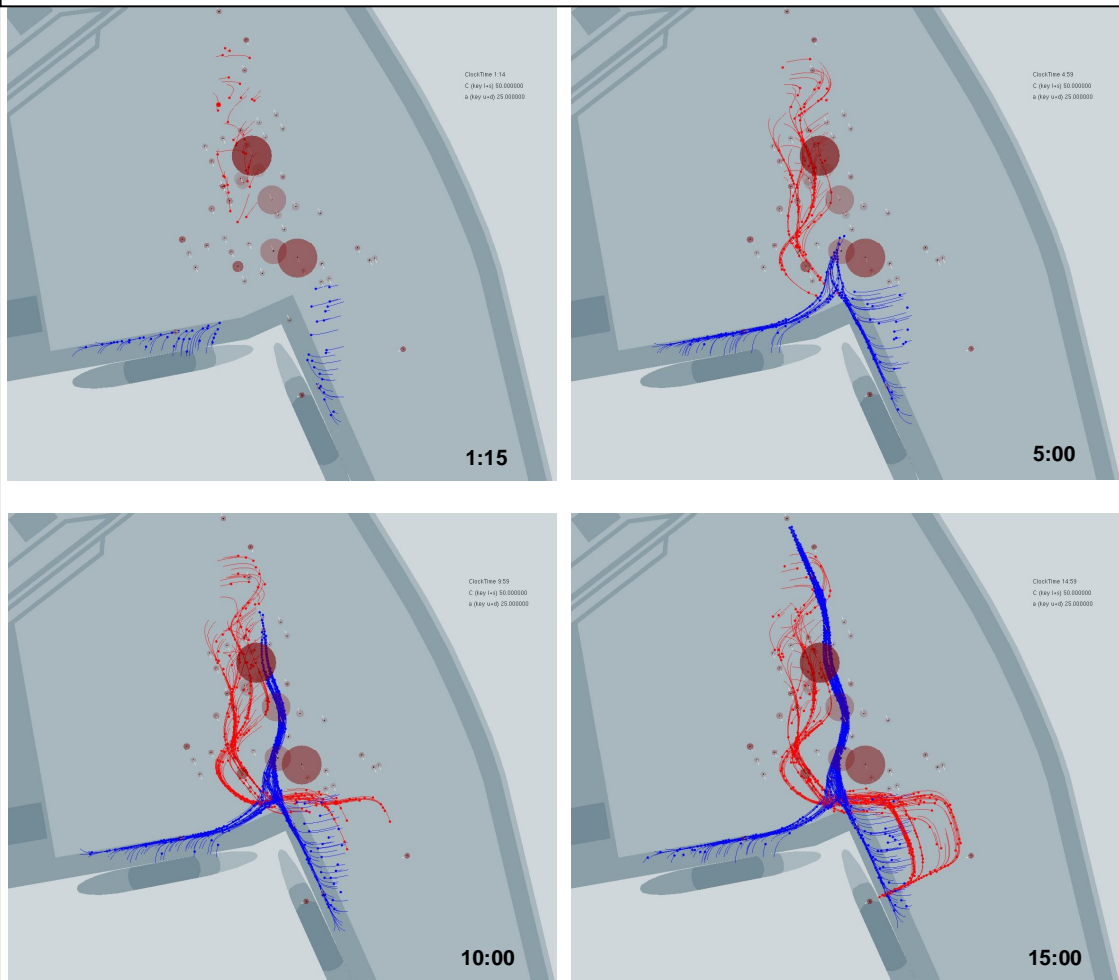 ClockTime 1:14
C (key l+s) 50.000000
a (key u+d) 25.000000
1:15
ClockTime 4:59
C (key l+s) 50.000000
a (key u+d) 25.000000
5:00
ClockTime 9:59
C (key l+s) 50.000000
a (key u+d) 25.000000
10:00
ClockTime 14:59
C (key l+s) 50.000000
a (key u+d) 25.000000
15:00